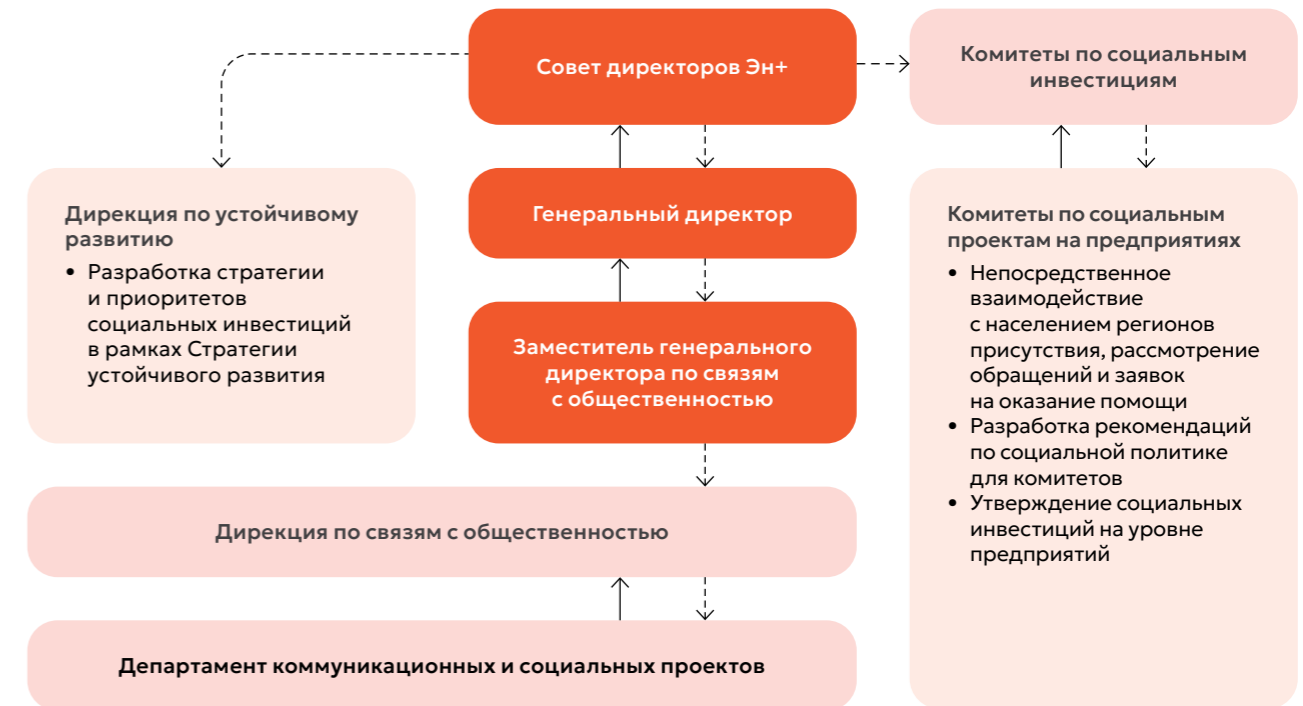 Совет директоров Эн+
Комитеты по социальным
инвестициям
Дирекция по устойчивому
развитию
• Разработка стратегии
и приоритетов
социальных инвестиций
в рамках Стратегии
устойчивого развития
Генеральный директор
Заместитель генерального
директора по связям
с общественностью
Комитеты по социальным
проектам на предприятиях
• Непосредственное
взаимодействие
с населением регионов
присутствия, рассмотрение
обращений и заявок
на оказание помощи
• Разработка рекомендаций
по социальной политике
для комитетов
• Утверждение социальных
инвестиций на уровне
предприятий
Дирекция по связям с общественностью
Департамент коммуникационных и социальных проектов